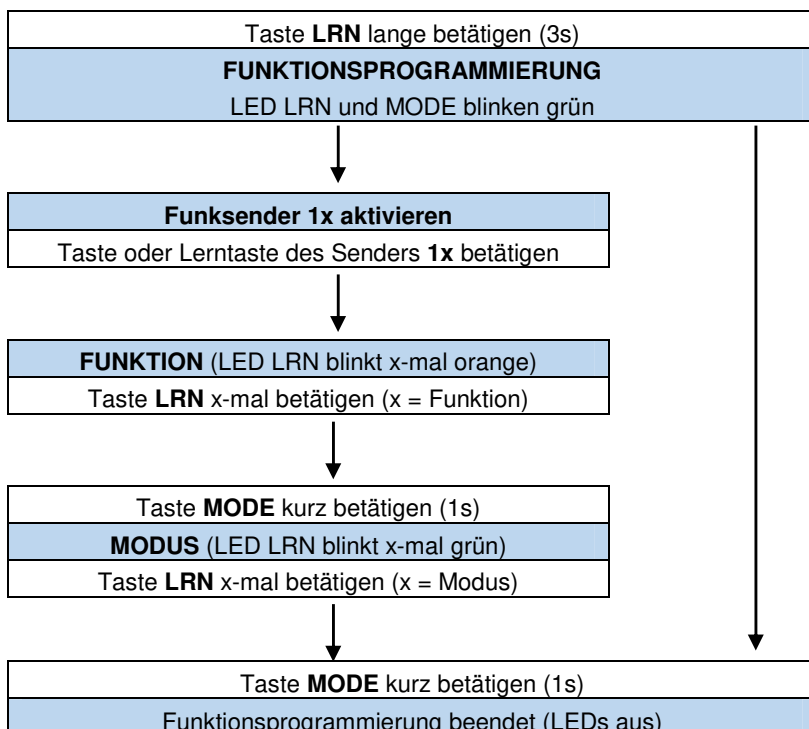 Taste LRN lange betätigen (3s)
FUNKTIONSPROGRAMMIERUNG
LED LRN und MODE blinken grün
Funksender 1x aktivieren
Taste oder Lerntaste des Senders 1x betätigen
FUNKTION (LED LRN blinkt x-mal orange)
Taste LRN x-mal betätigen (x = Funktion)
Taste MODE kurz betätigen (1s)
MODUS (LED LRN blinkt x-mal grün)
Taste LRN x-mal betätigen (x = Modus)
Taste MODE kurz betätigen (1s)
Funktionsprogrammierung beendet (LEDs aus)